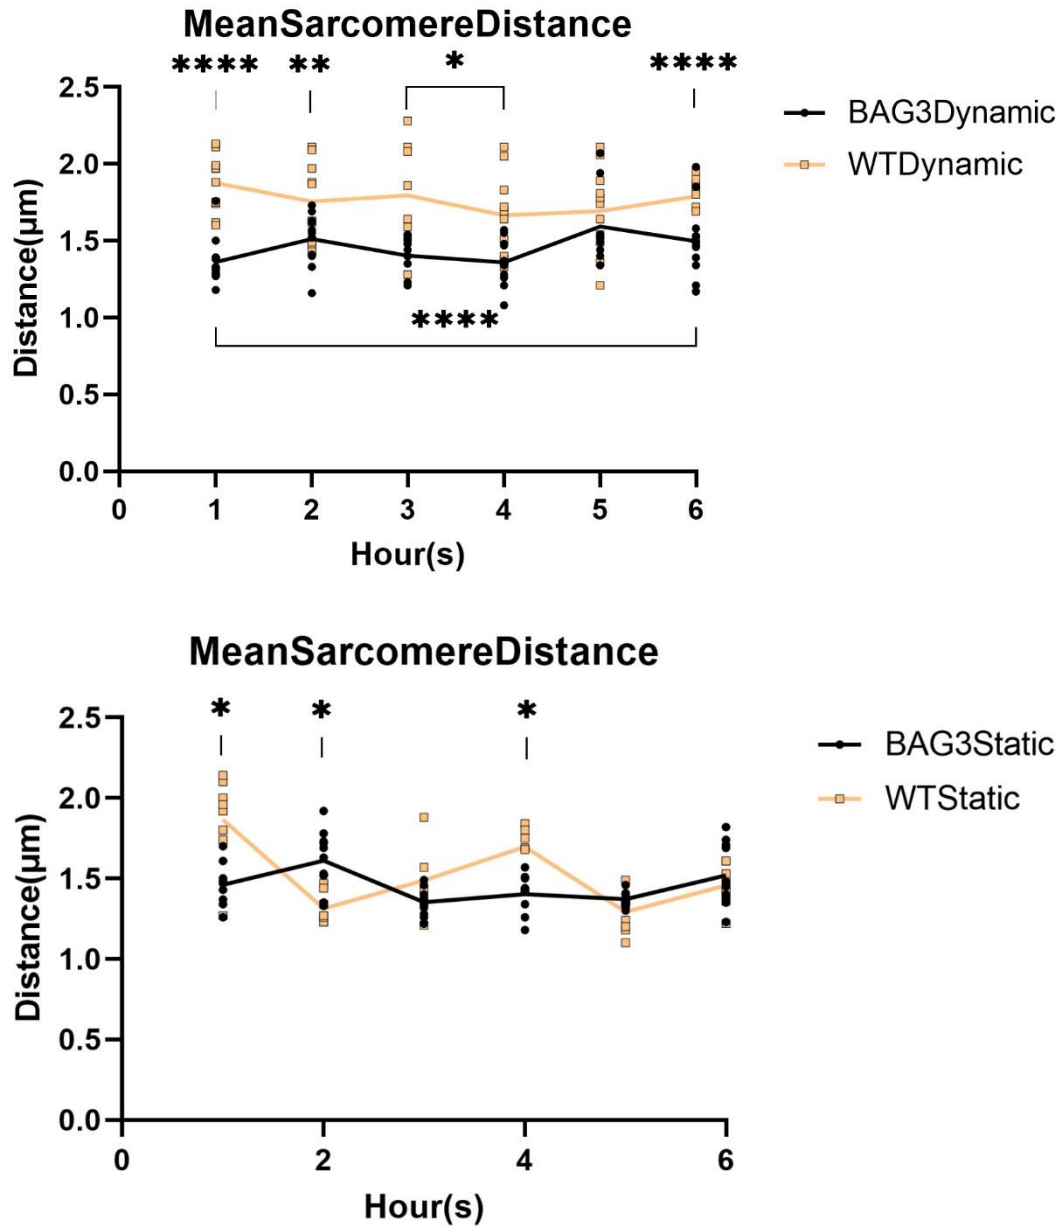 MeanSarcomereDistance
**** ** * ****
2.5
2.0
1.5
1.0
0.5
0.0
Distance(μm)
****
0 1 2 3 4 5 6
Hour(s)
BAG3Dynamic
WTDynamic
MeanSarcomereDistance
* * *
2.5
2.0
1.5
1.0
0.5
0.0
Distance(μm)
0 2 4 6
Hour(s)
BAG3Static
WTStatic